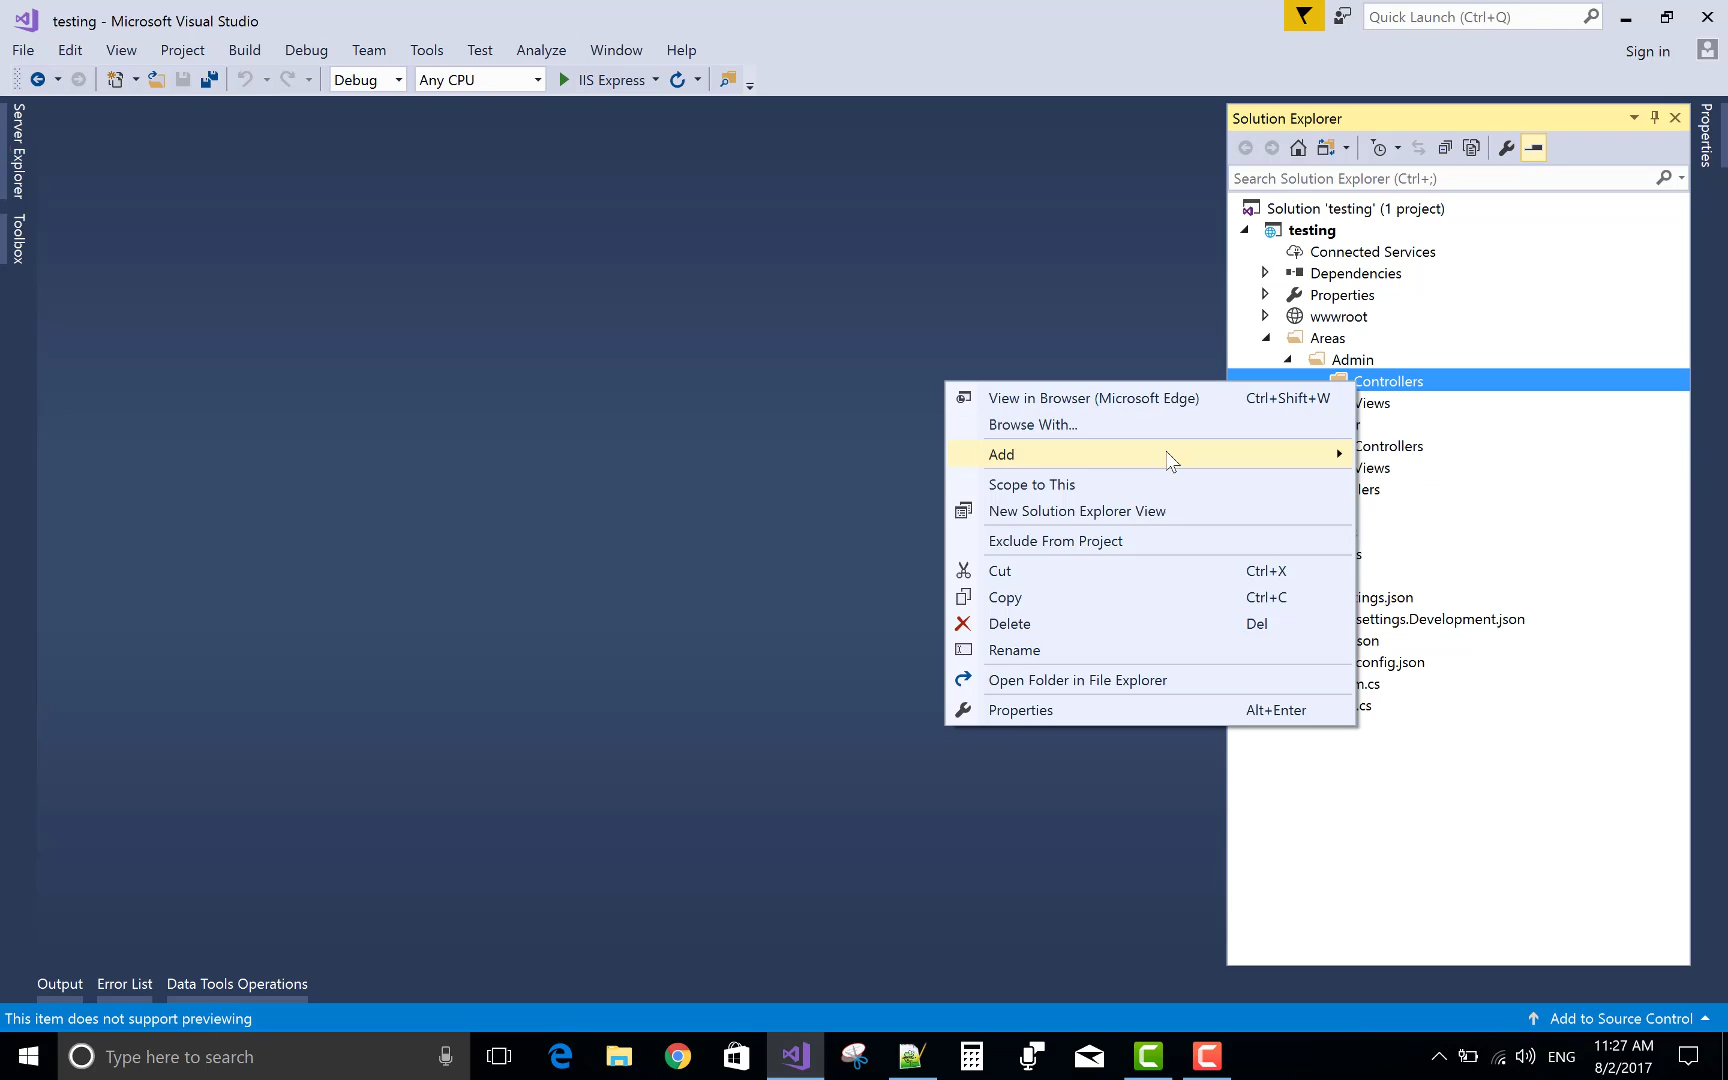 testing - Microsoft Visual Studio
Quick Launch (Ctrl+Q)
File Edit View Project Build Debug Team Tools Test Analyze Window Help
Sign in
Debug Any CPU IIS Express
Server Explorer
Toolbox
Solution Explorer
Properties
Search Solution Explorer (Ctrl+;)
Solution 'testing' (1 project)
testing
Connected Services
Dependencies
Properties
wwwroot
Areas
Admin
Controllers
Views
r
Controllers
Views
lers
s
ings.json
settings.Development.json
son
config.json
m.cs
.cs
View in Browser (Microsoft Edge) Ctrl+Shift+W
Browse With...
Add
Scope to This
New Solution Explorer View
Exclude From Project
Cut Ctrl+X
Copy Ctrl+C
Delete Del
Rename
Open Folder in File Explorer
Properties Alt+Enter
Output Error List Data Tools Operations
This item does not support previewing
Add to Source Control
Type here to search
ENG
11:27 AM
8/2/2017